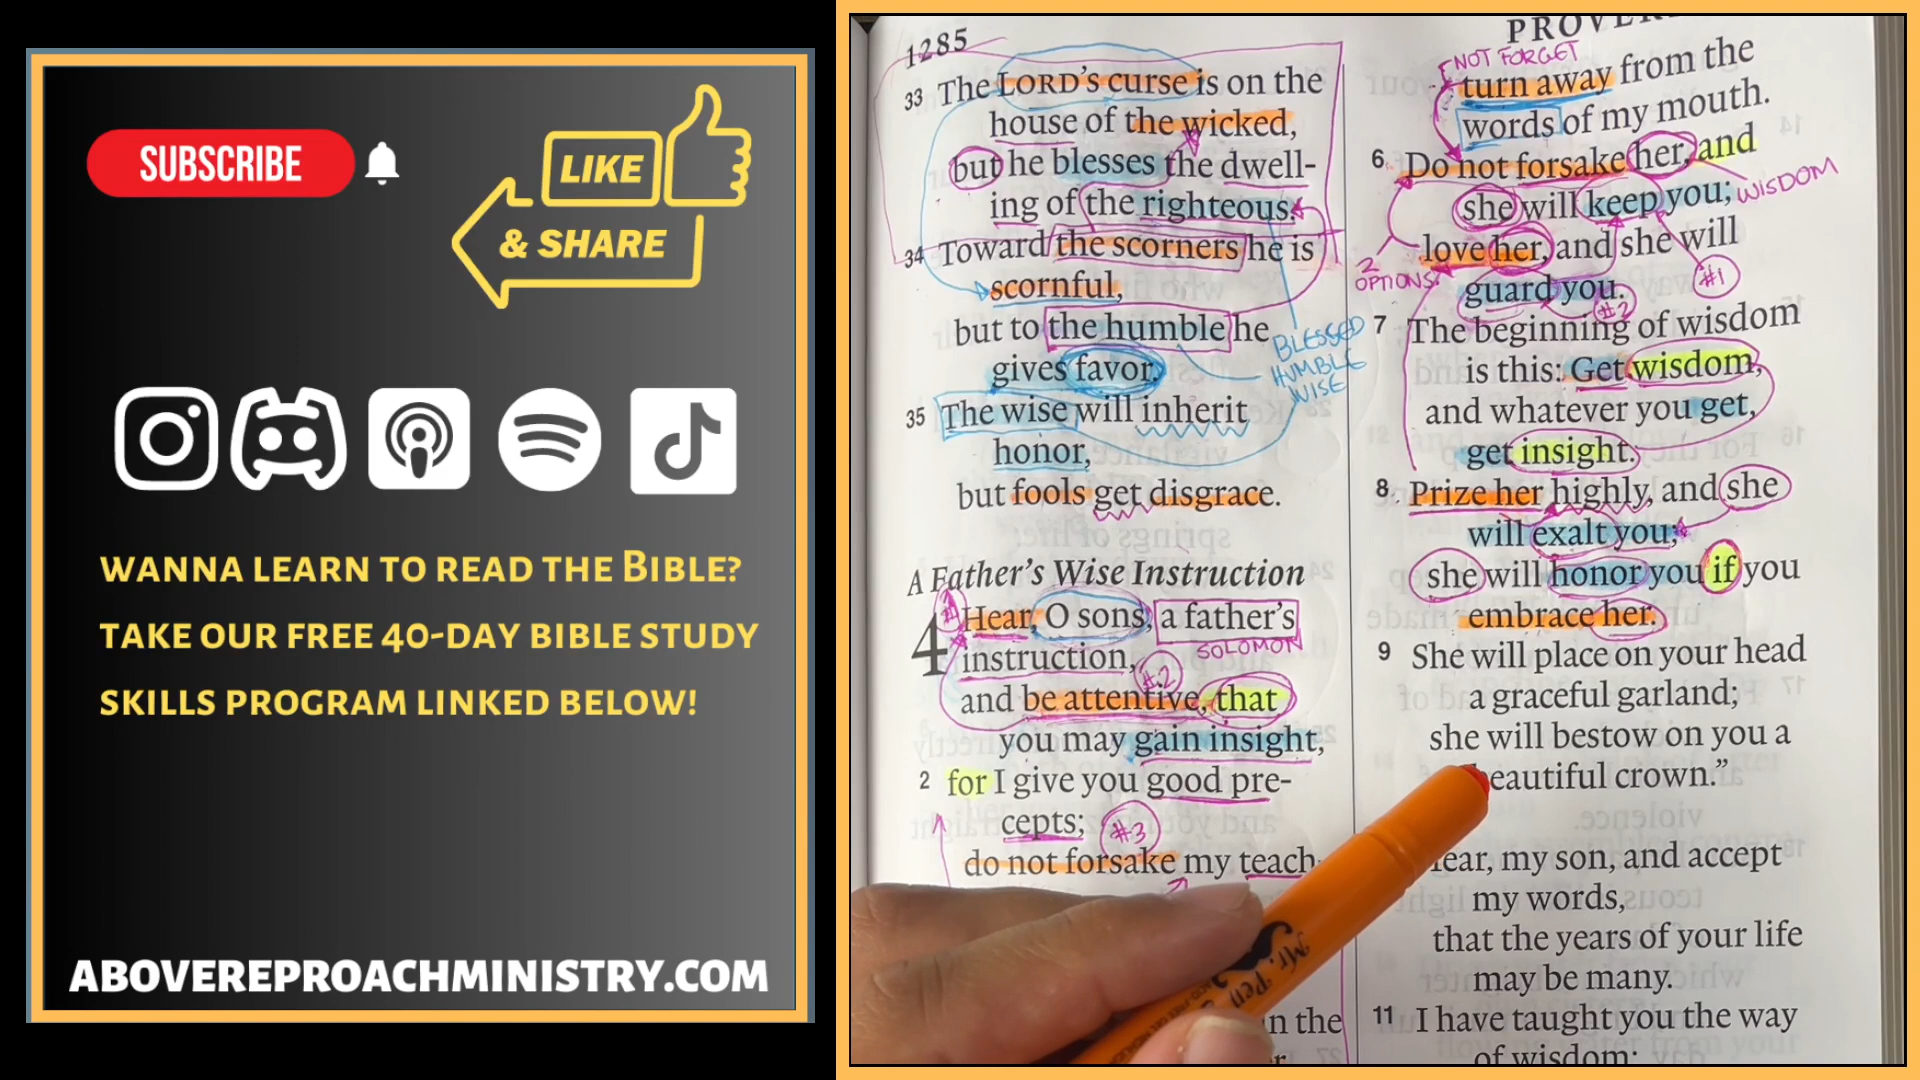 SUBSCRIBE
LIKE
& SHARE
WANNA LEARN TO READ THE BIBLE?
TAKE OUR FREE 40-DAY BIBLE STUDY
SKILLS PROGRAM LINKED BELOW!
ABOVEREPROACHMINISTRY.COM
1285
33 The LORD'S curse is on the
house of the wicked,
but he blesses the dwell-
ing of the righteous.
34 Toward the scorners he is
scornful,
but to the humble he
gives favor.
BLESSED
HUMBLE
WISE
35 The wise will inherit
honor,
but fools get disgrace.
A Father's Wise Instruction
#1
4 Hear, O sons, a father's
SOLOMON
instruction,
#2
and be attentive, that
you may gain insight,
2 for I give you good pre-
cepts;
#3
do not forsake my teach
n the
NOT FORGET
turn away from the
words of my mouth.
6 Do not forsake her, and
she will keep you;
WISDOM
love her, and she will
2
OPTIONS:
guard you.
#1
#2
7 The beginning of wisdom
is this: Get wisdom,
and whatever you get,
get insight.
8 Prize her highly, and she
will exalt you;
she will honor you if you
embrace her.
9 She will place on your head
a graceful garland;
she will bestow on you a
beautiful crown."
ear, my son, and accept
my words,
that the years of your life
may be many.
11 I have taught you the way
of wisdom;